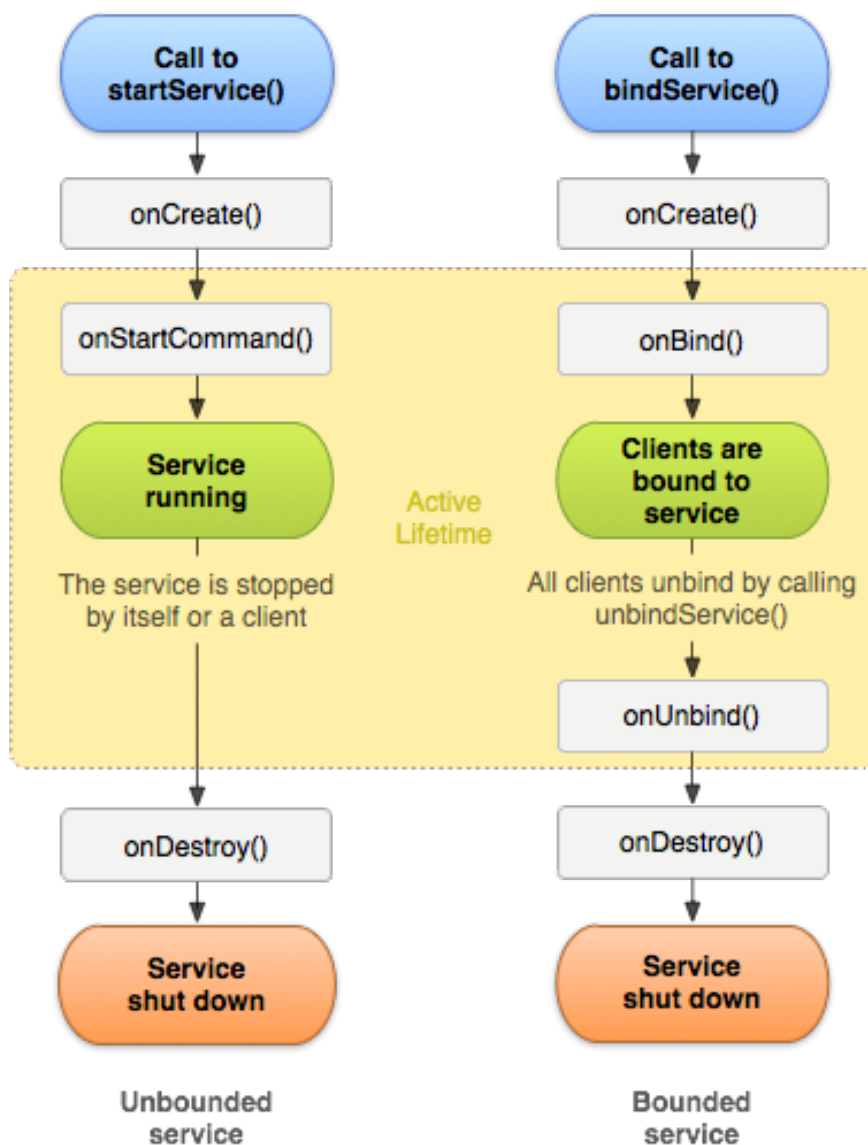 Call to
startService()
onCreate()
onStartCommand()
Service
running
The service is stopped
by itself or a client
onDestroy()
Service
shut down
Unbounded
service
Active
Lifetime
Call to
bindService()
onCreate()
onBind()
Clients are
bound to
service
All clients unbind by calling
unbindService()
onUnbind()
onDestroy()
Service
shut down
Bounded
service